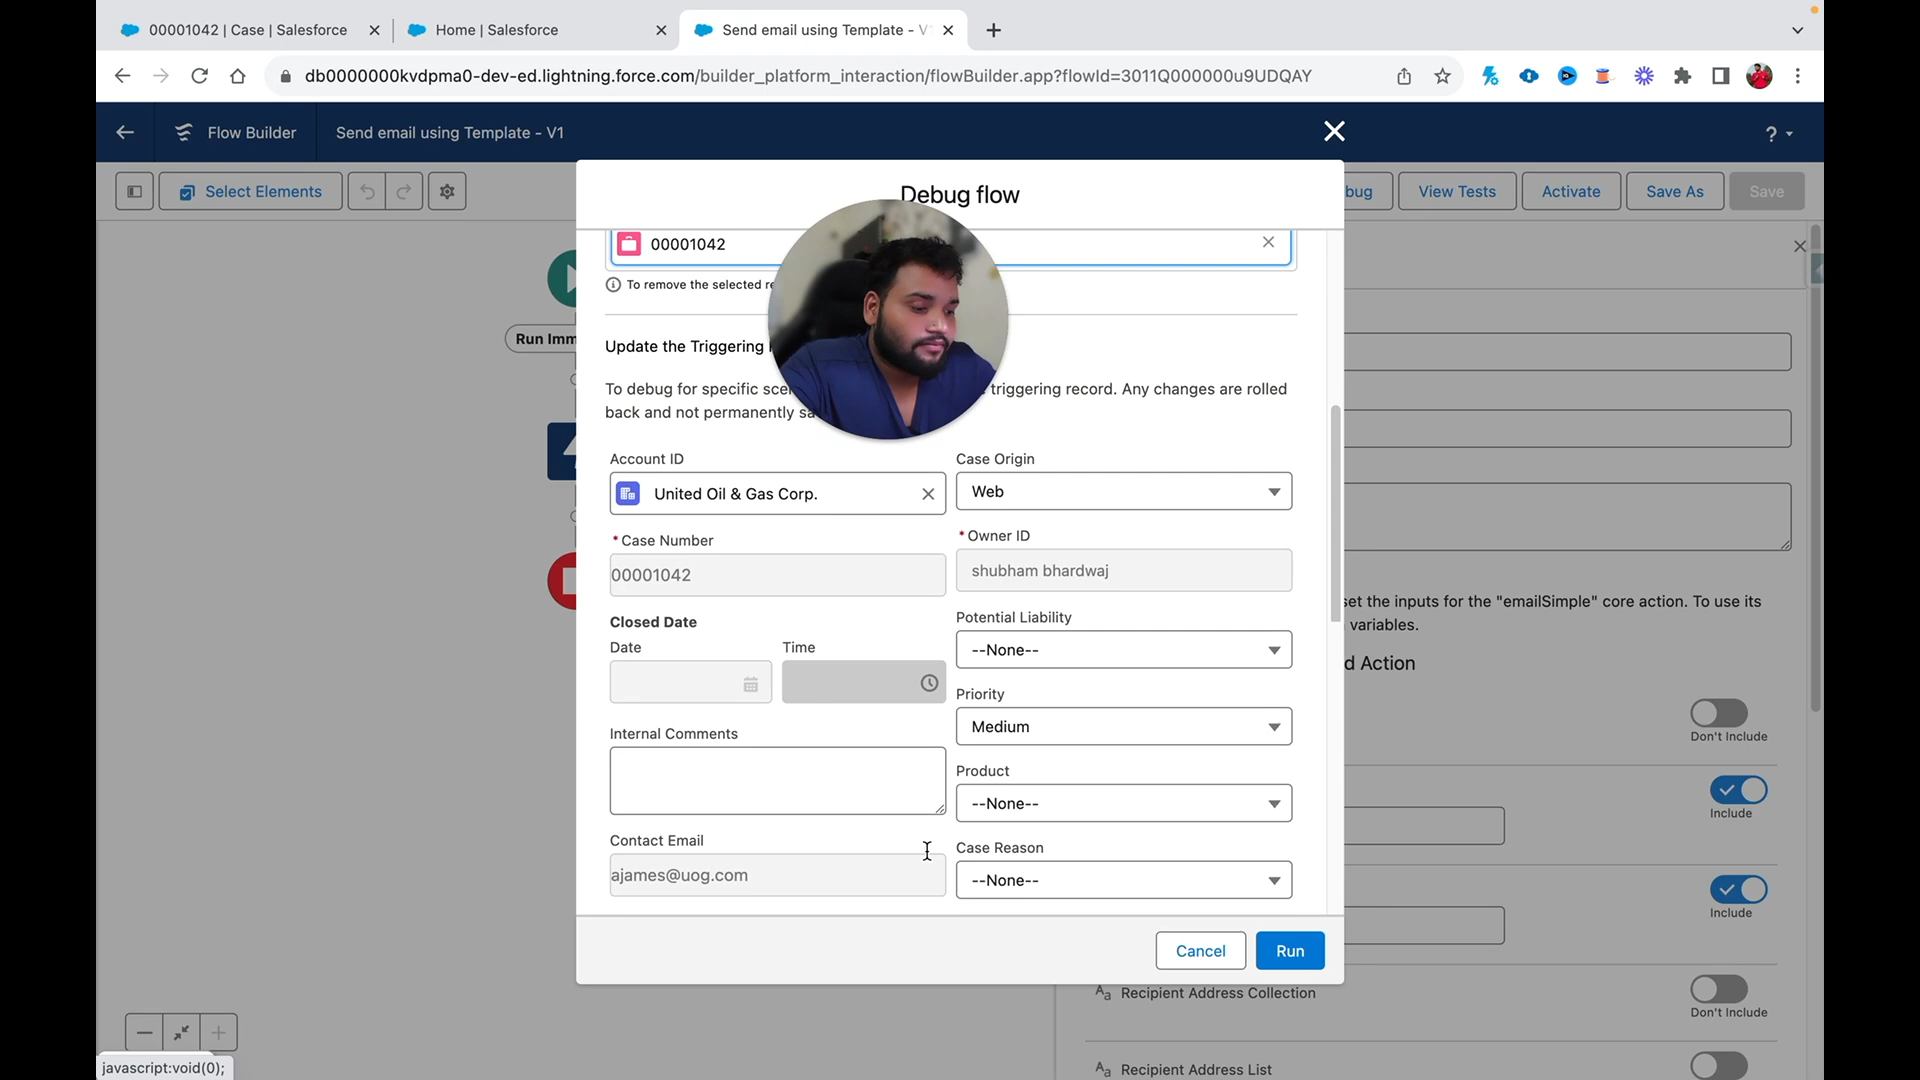 00001042 | Case | Salesforce
Home | Salesforce
Send email using Template - V
db0000000kvdpma0-dev-ed.lightning.force.com/builder_platform_interaction/flowBuilder.app?flowId=3011Q000000u9UDQAY
Flow Builder
Send email using Template - V1
?
Select Elements
bug
View Tests
Activate
Save As
Save
Debug flow
00001042
To remove the selected
Run Imm
Update the Triggering
To debug for specific triggering record. Any changes are rolled
back and not permanently
Account ID
Case Origin
United Oil & Gas Corp.
Web
* Case Number
* Owner ID
00001042
shubham bhardwaj
Closed Date
Potential Liability
Date
Time
--None--
Priority
Medium
Internal Comments
Product
--None--
Contact Email
Case Reason
ajames@uog.com
--None--
Cancel
Run
set the inputs for the "emailSimple" core action. To use its
variables.
d Action
Don't Include
Include
Include
Aa Recipient Address Collection
Don't Include
Aa Recipient Address List
javascript:void(0);